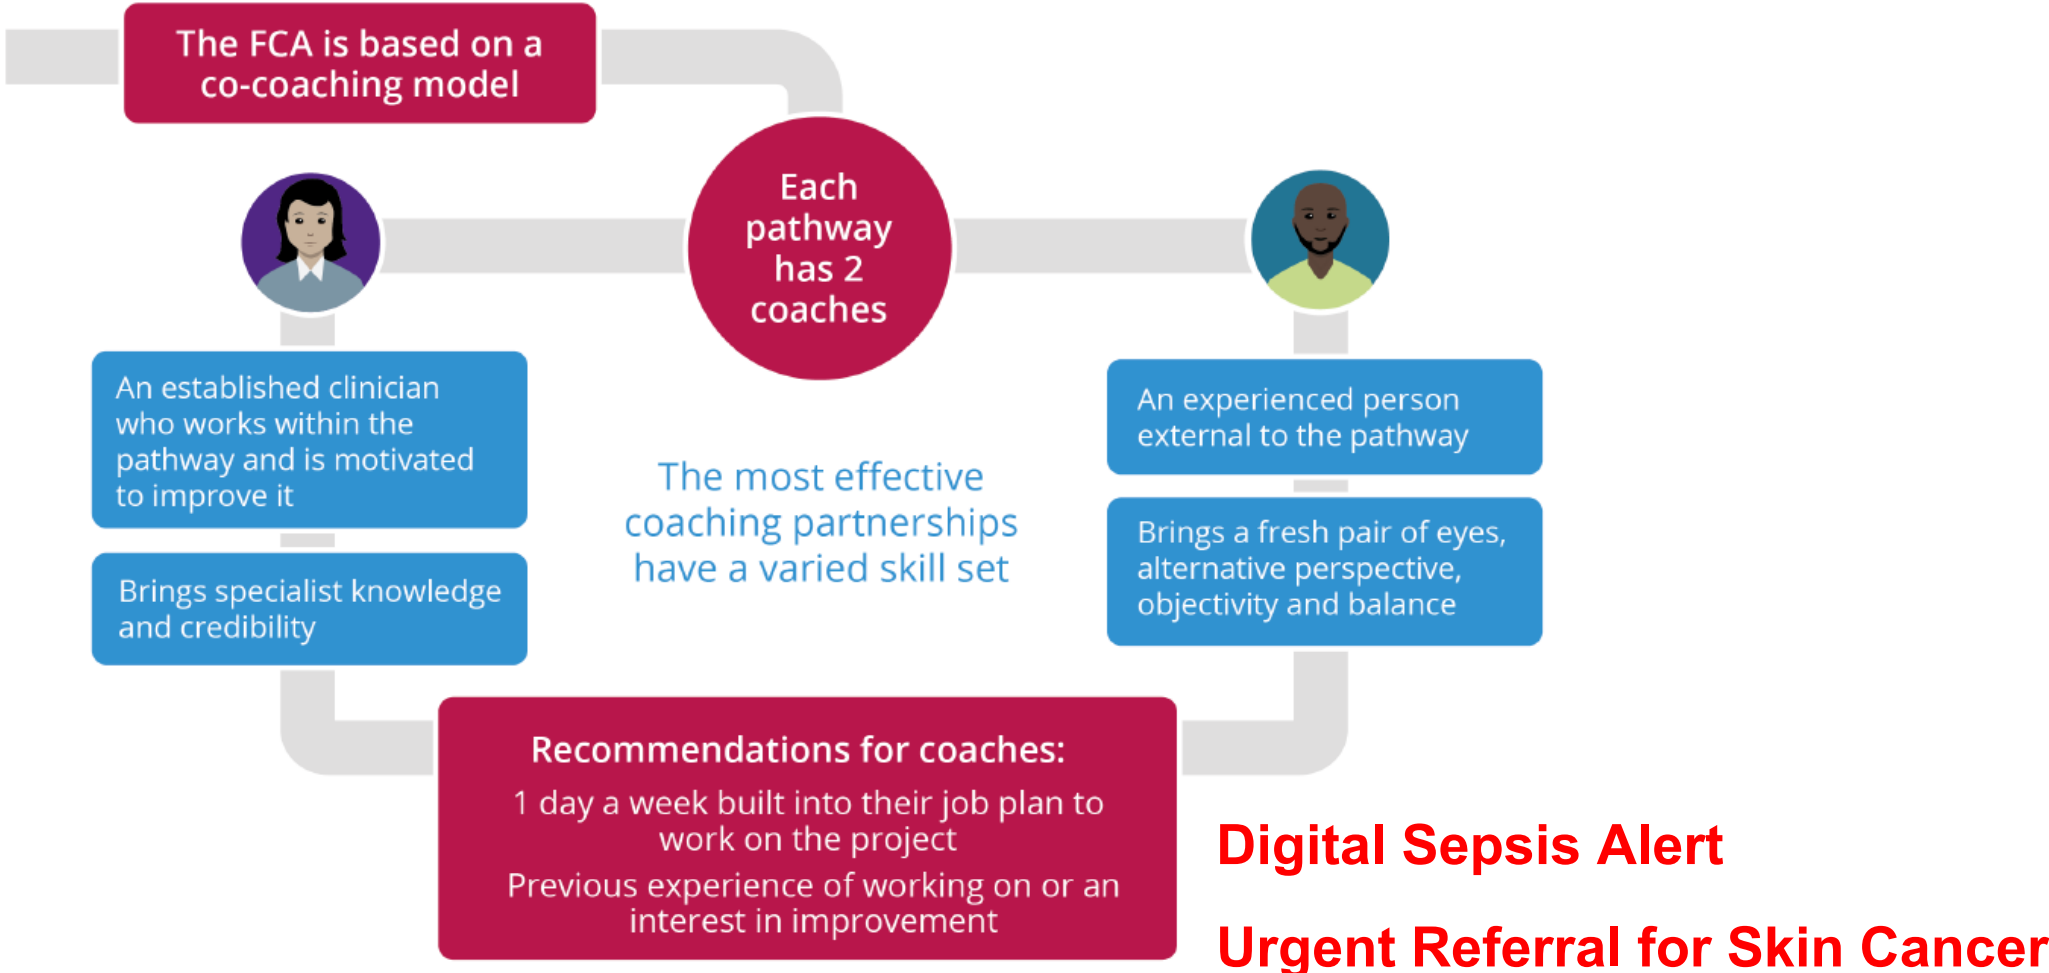 The FCA is based on a
co-coaching model
Each
pathway
has 2
coaches
An established clinician
who works within the
pathway and is motivated
to improve it
Brings specialist knowledge
and credibility
The most effective
coaching partnerships
have a varied skill set
An experienced person
external to the pathway
Brings a fresh pair of eyes,
alternative perspective,
objectivity and balance
Recommendations for coaches:
1 day a week built into their job plan to
work on the project
Previous experience of working on or an
interest in improvement
Digital Sepsis Alert
Urgent Referral for Skin Cancer